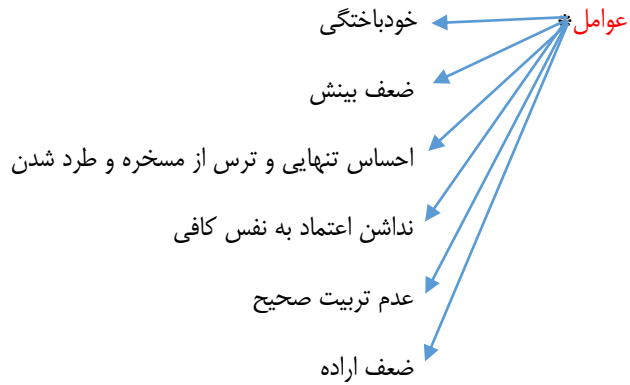 عوامل* خودباختگی
ضعف بینش
احساس تنهایی و ترس از مسخره و طرد شدن
نداشن اعتماد به نفس کافی
عدم تربیت صحیح
ضعف اراده